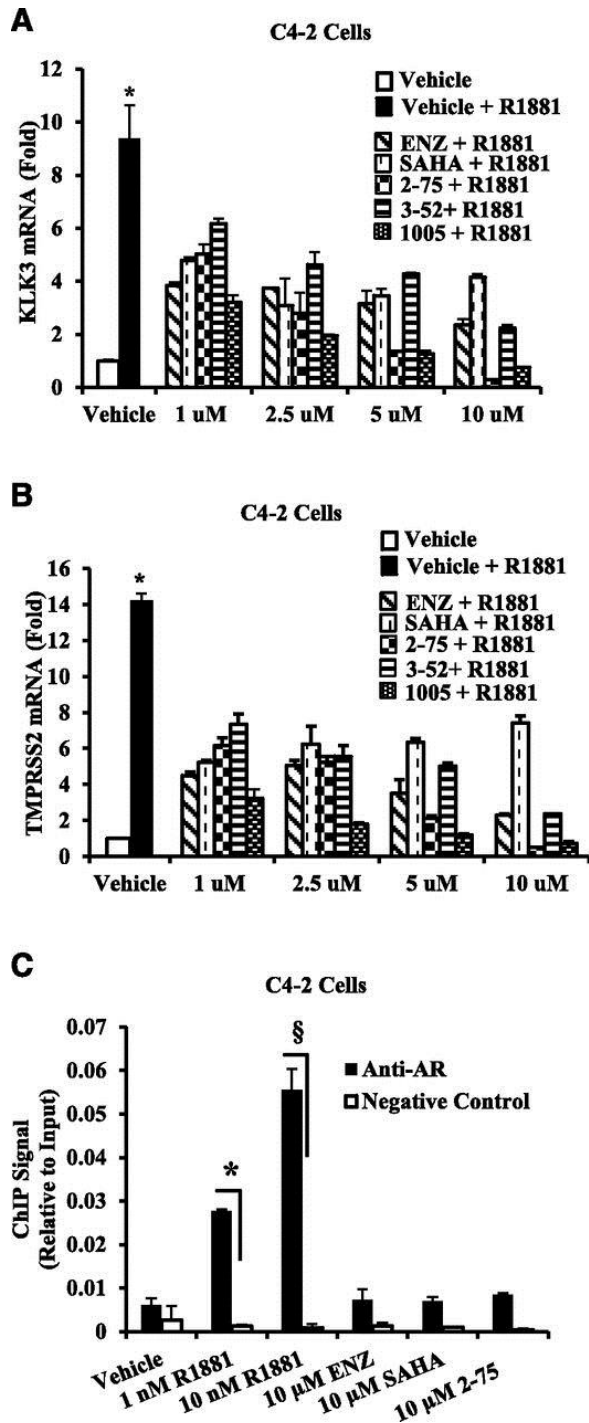 A
C4-2 Cells
KLK3 mRNA (Fold)
12
10
8
6
4
2
0
*
Vehicle
Vehicle + R1881
ENZ + R1881
SAHA + R1881
2-75 + R1881
3-52+ R1881
1005 + R1881
Vehicle 1 uM 2.5 uM 5 uM 10 uM
B
C4-2 Cells
TMPRSS2 mRNA (Fold)
16
14
12
10
8
6
4
2
0
*
Vehicle
Vehicle + R1881
ENZ + R1881
SAHA + R1881
2-75 + R1881
3-52+ R1881
1005 + R1881
Vehicle 1 uM 2.5 uM 5 uM 10 uM
C
C4-2 Cells
ChIP Signal
(Relative to Input)
0.07
0.06
0.05
0.04
0.03
0.02
0.01
0
*
§
Anti-AR
Negative Control
Vehicle
1 nM R1881
10 nM R1881
10 µM ENZ
10 µM SAHA
10 µM 2-75